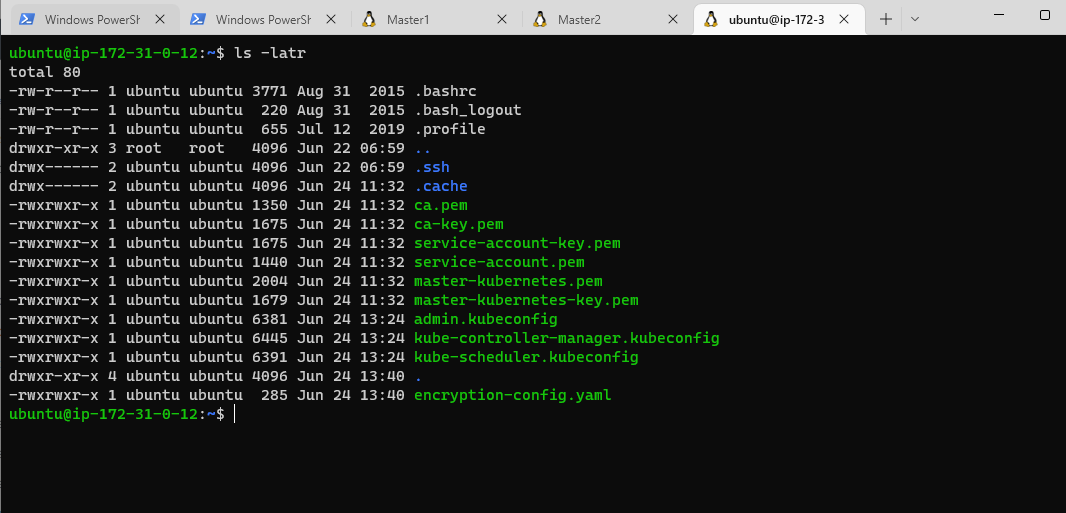 Windows PowerSh
Windows PowerSh
Master1
Master2
ubuntu@ip-172-3
ubuntu@ip-172-31-0-12:~$ ls -latr
total 80
-rw-r--r-- 1 ubuntu ubuntu 3771 Aug 31  2015 .bashrc
-rw-r--r-- 1 ubuntu ubuntu  220 Aug 31  2015 .bash_logout
-rw-r--r-- 1 ubuntu ubuntu  655 Jul 12  2019 .profile
drwxr-xr-x 3 root   root   4096 Jun 22 06:59 ..
drwx------ 2 ubuntu ubuntu 4096 Jun 22 06:59 .ssh
drwx------ 2 ubuntu ubuntu 4096 Jun 24 11:32 .cache
-rwxrwxr-x 1 ubuntu ubuntu 1350 Jun 24 11:32 ca.pem
-rwxrwxr-x 1 ubuntu ubuntu 1675 Jun 24 11:32 ca-key.pem
-rwxrwxr-x 1 ubuntu ubuntu 1675 Jun 24 11:32 service-account-key.pem
-rwxrwxr-x 1 ubuntu ubuntu 1440 Jun 24 11:32 service-account.pem
-rwxrwxr-x 1 ubuntu ubuntu 2004 Jun 24 11:32 master-kubernetes.pem
-rwxrwxr-x 1 ubuntu ubuntu 1679 Jun 24 11:32 master-kubernetes-key.pem
-rwxrwxr-x 1 ubuntu ubuntu 6381 Jun 24 13:24 admin.kubeconfig
-rwxrwxr-x 1 ubuntu ubuntu 6445 Jun 24 13:24 kube-controller-manager.kubeconfig
-rwxrwxr-x 1 ubuntu ubuntu 6391 Jun 24 13:24 kube-scheduler.kubeconfig
drwxr-xr-x 4 ubuntu ubuntu 4096 Jun 24 13:40 .
-rwxrwxr-x 1 ubuntu ubuntu  285 Jun 24 13:40 encryption-config.yaml
ubuntu@ip-172-31-0-12:~$